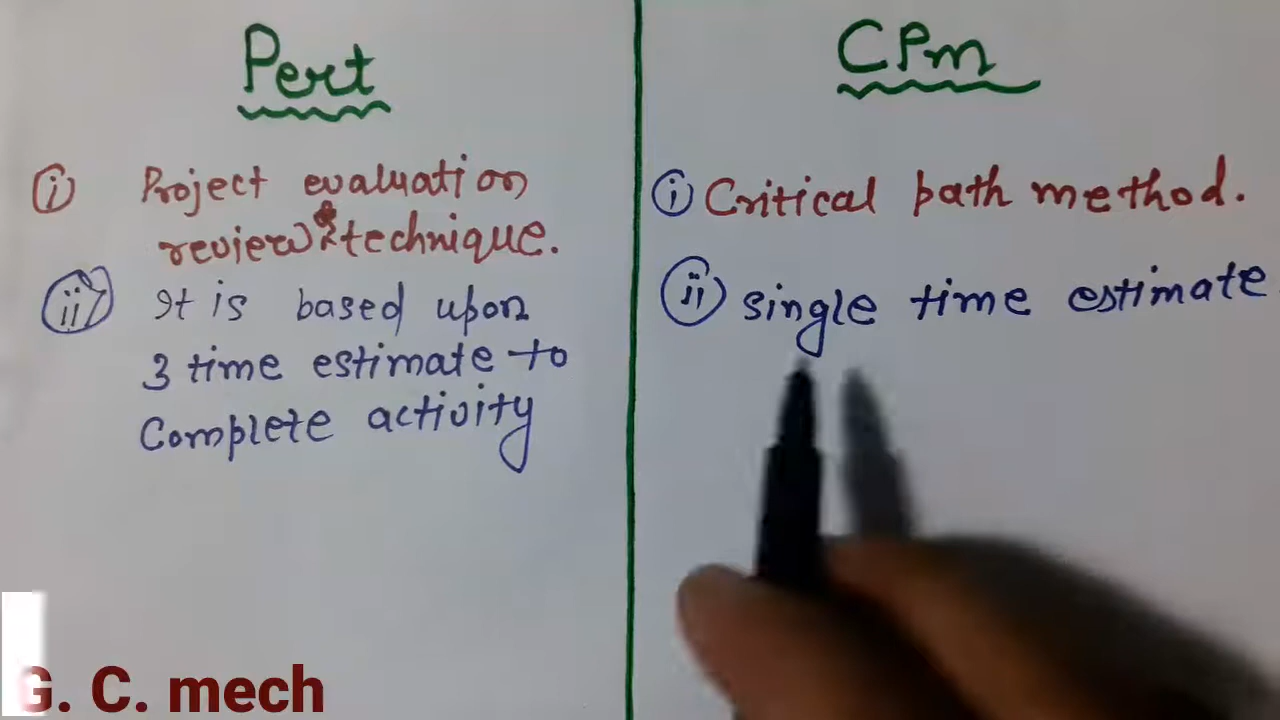 Pert
i) Project evaluation
review & technique.
ii) It is based upon
3 time estimate to
Complete activity
CPm
i) Critical path method.
ii) single time estimate
G. C. mech